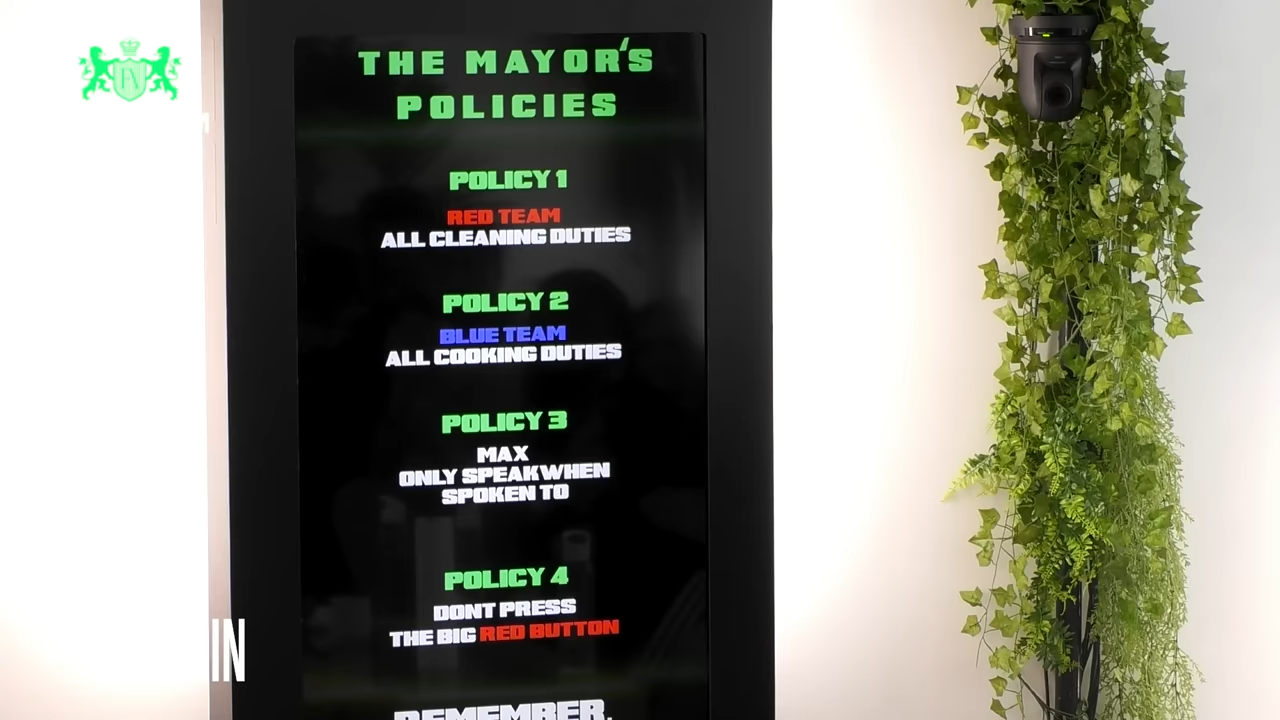 THE MAYOR'S
POLICIES
POLICY 1
RED TEAM
ALL CLEANING DUTIES
POLICY 2
BLUE TEAM
ALL COOKING DUTIES
POLICY 3
MAX
ONLY SPEAK WHEN
SPOKEN TO
POLICY 4
DONT PRESS
THE BIG RED BUTTON
REMEMBER,
IN